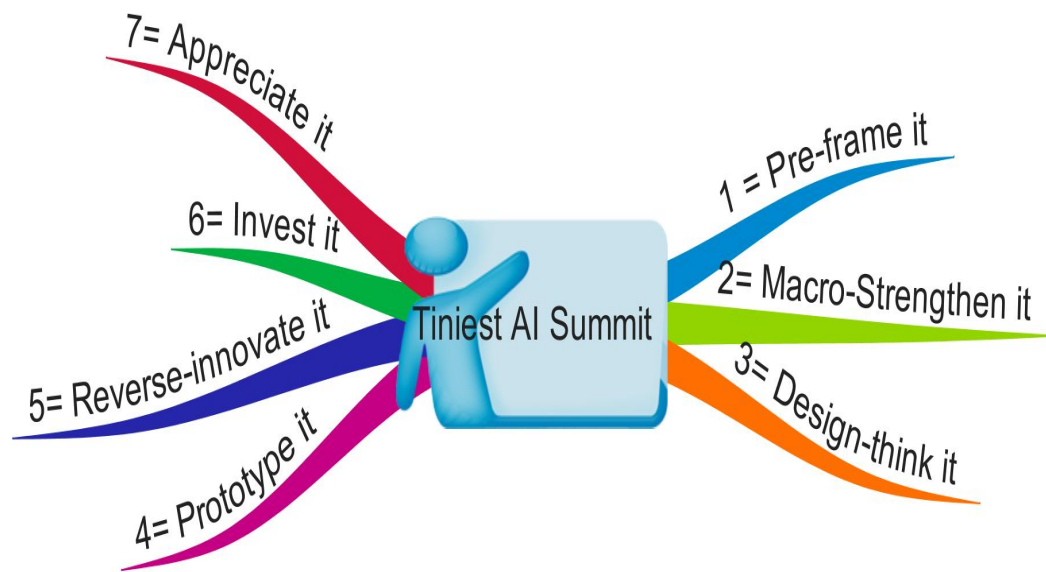 Tiniest AI Summit
1 = Pre-frame it
2= Macro-Strengthen it
3= Design-think it
4= Prototype it
5= Reverse-innovate it
6= Invest it
7= Appreciate it